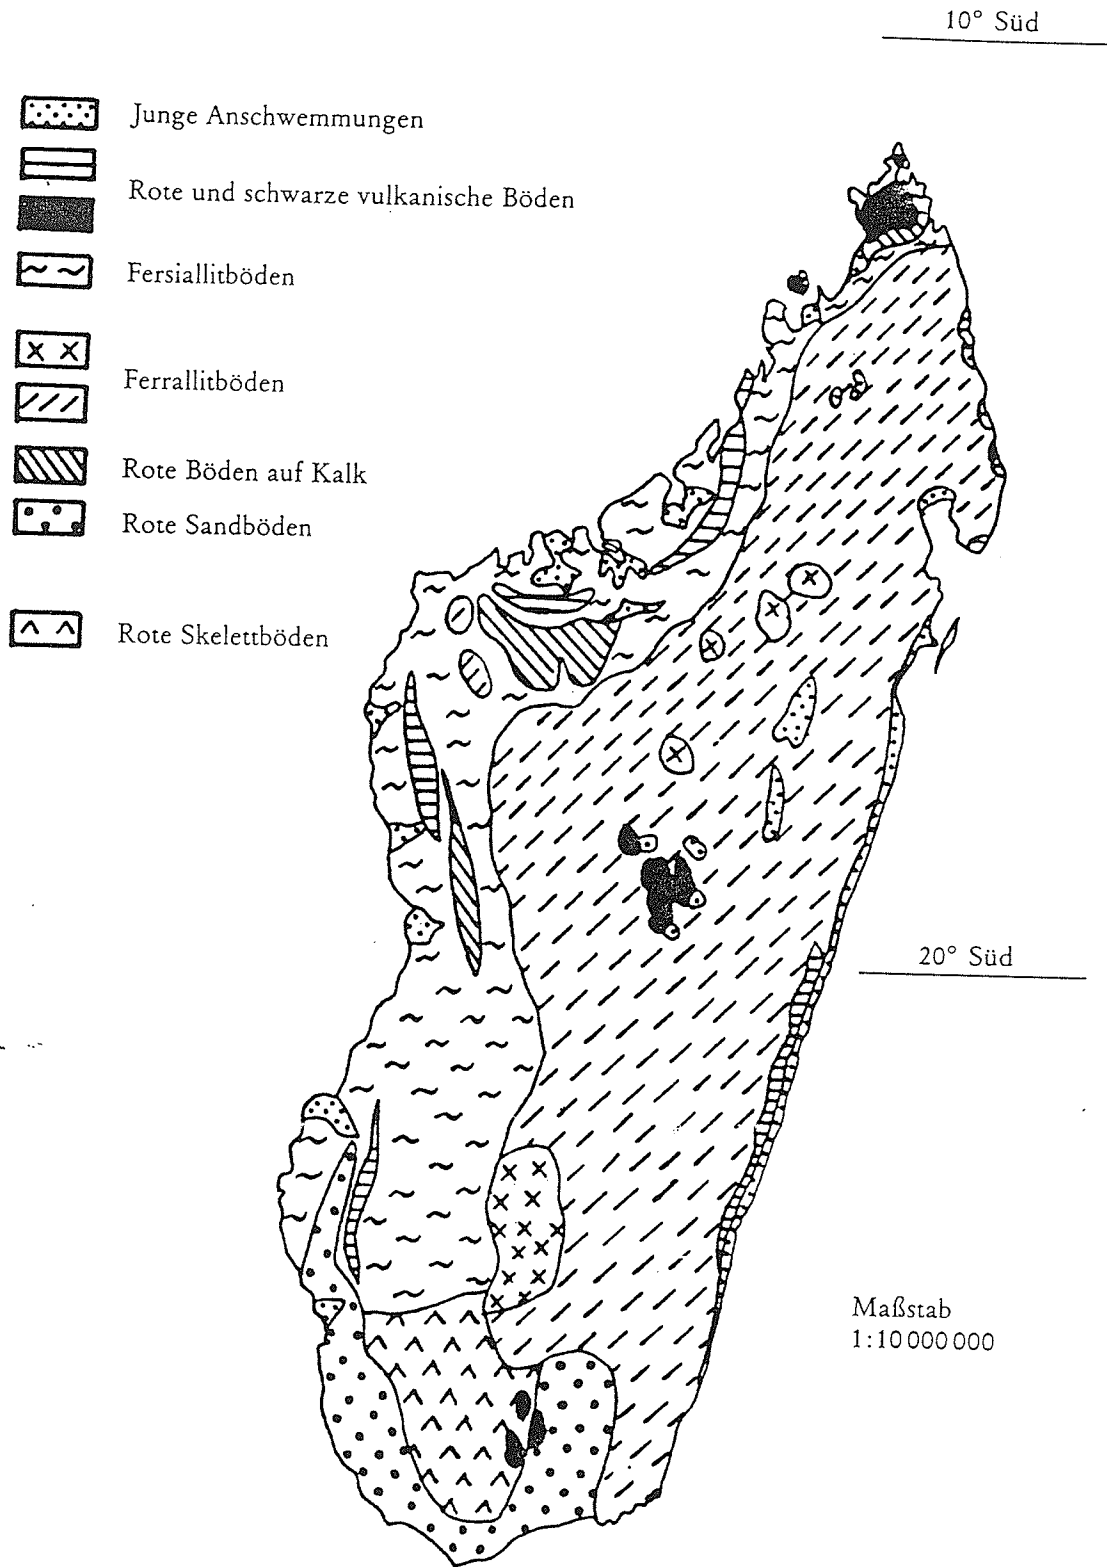 10° Süd
Junge Anschwemmungen
Rote und schwarze vulkanische Böden
Fersiallitböden
Ferrallitböden
Rote Böden auf Kalk
Rote Sandböden
Rote Skelettböden
20° Süd
Maßstab
1:10 000 000